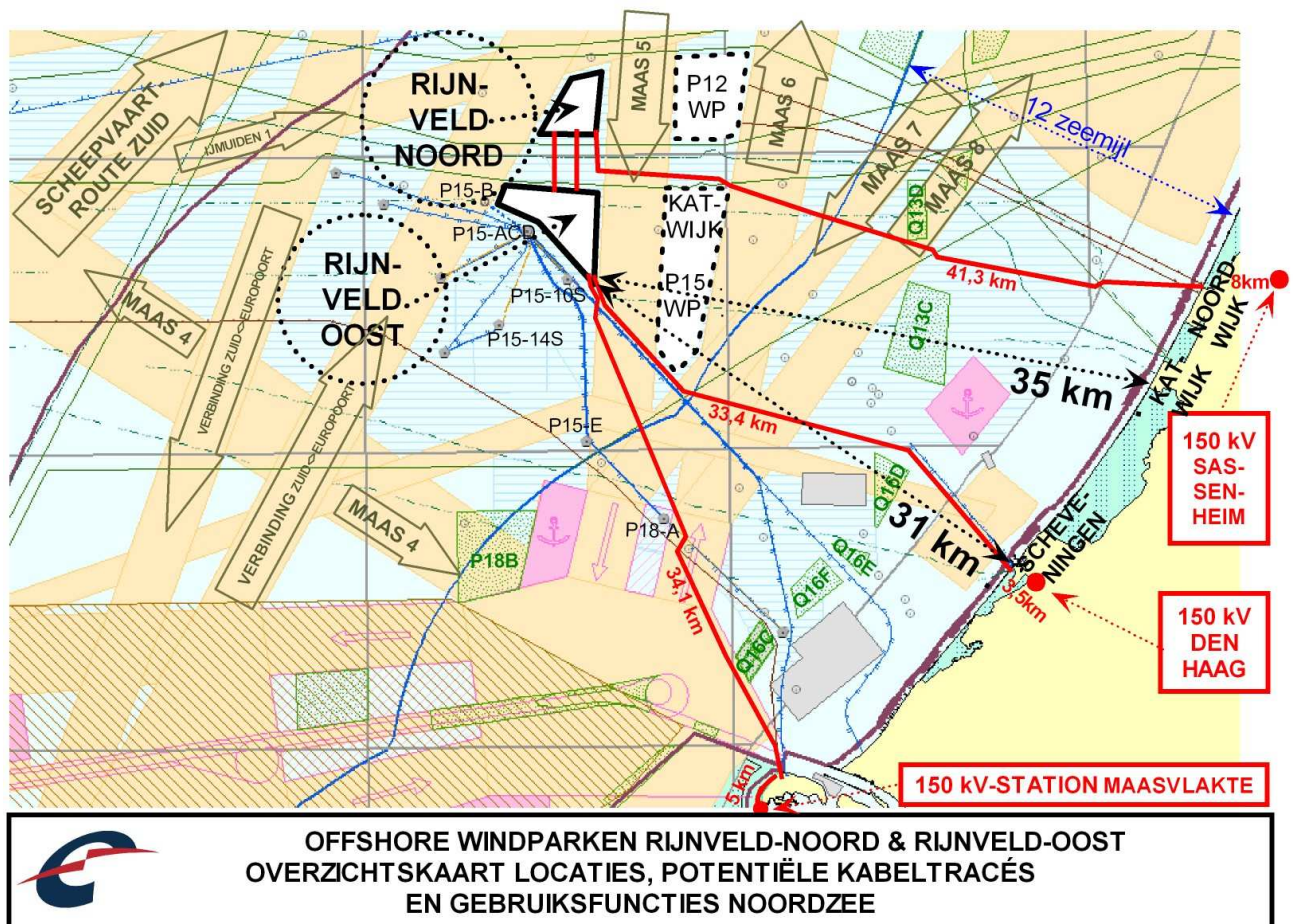 SCHEEPVAART-
ROUTE ZUID
IJMUIDEN 1
RIJN-
VELD
NOORD
MAAS 5
P12
WP
MAAS 6
MAAS 7
MAAS 8
12 zeemijl
P15-B
P15-ACD
RIJN-
VELD
OOST
P15-10S
P15-14S
KAT-
WIJK
P15
WP
Q13D
41,3 km
NOORD
WIJK
8km
MAAS 4
VERBINDING ZUID<>EUROPOORT
VERBINDING ZUID<>EUROPOORT
Q13C
35 km
KAT-
WIJK
33,4 km
P15-E
150 kV
SAS-
SEN-
HEIM
MAAS 4
P18B
P18-A
Q16D
31 km
SCHEVE-
NINGEN
3,5km
Q16E
Q16F
34,1 km
Q16C
150 kV
DEN
HAAG
5 km
150 kV-STATION MAASVLAKTE
OFFSHORE WINDPARKEN RIJNVELD-NOORD & RIJNVELD-OOST
OVERZICHTSKAART LOCATIES, POTENTIËLE KABELTRACÉS
EN GEBRUIKSFUNCTIES NOORDZEE